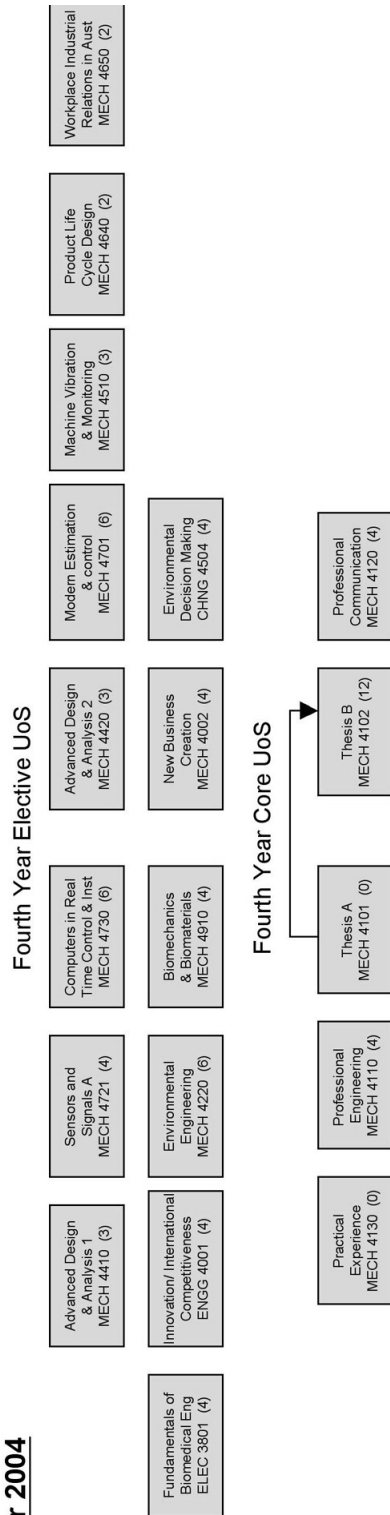 r 2004
Fourth Year Elective UoS
Advanced Design
& Analysis 1
MECH 4410 (3)
Sensors and
Signals A
MECH 4721 (4)
Computers in Real
Time Control & Inst
MECH 4730 (6)
Advanced Design
& Analysis 2
MECH 4420 (3)
Modern Estimation
& control
MECH 4701 (6)
Machine Vibration
& Monitoring
MECH 4510 (3)
Product Life
Cycle Design
MECH 4640 (2)
Workplace Industrial
Relations in Aust
MECH 4650 (2)
Fundamentals of
Biomedical Eng
ELEC 3801 (4)
Innovation/ International
Competitiveness
ENGG 4001 (4)
Environmental
Engineering
MECH 4220 (6)
Biomechanics
& Biomaterials
MECH 4910 (4)
New Business
Creation
MECH 4002 (4)
Environmental
Decision Making
CHNG 4504 (4)
Fourth Year Core UoS
Practical
Experience
MECH 4130 (0)
Professional
Engineering
MECH 4110 (4)
Thesis A
MECH 4101 (0)
Thesis B
MECH 4102 (12)
Professional
Communication
MECH 4120 (4)